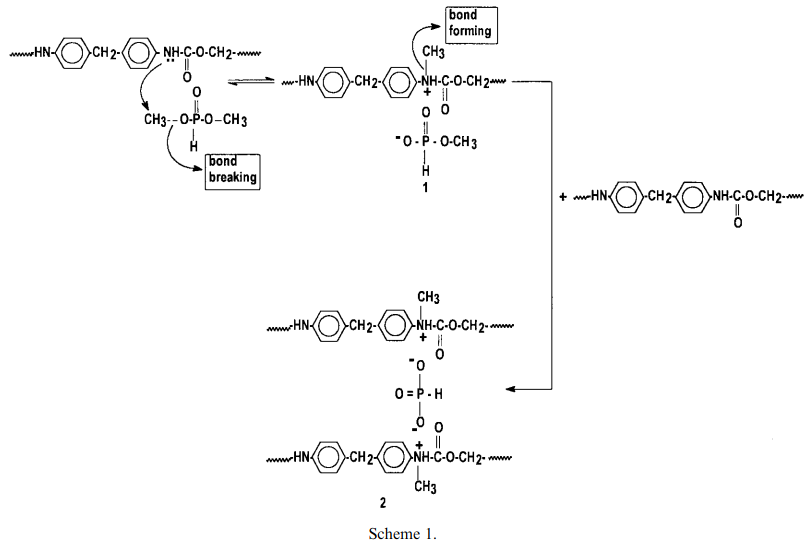 bond
forming
HN
CH2
NH-C-O-CH2-
O
CH3
HN
CH2
NH-C-O-CH2
+
O
O
CH3--O-P-O-CH3
H
bond
breaking
O
-O-P-O-CH3
H
1
+
HN
CH2
NH-C-O-CH2
O
CH3
HN
CH2
NH-C-O-CH2-
+
O
-O
O=P-H
-O
O
+
HN
CH2
NH-C-O-CH2-
CH3
2
Scheme 1.